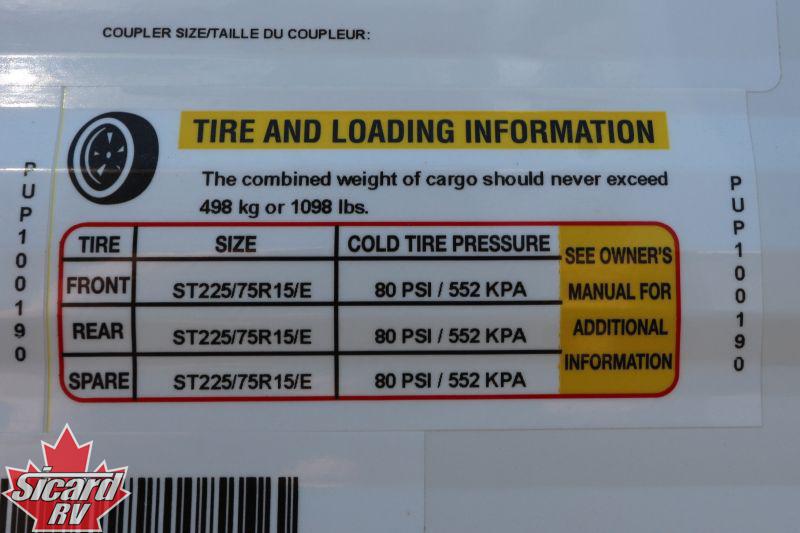 COUPLER SIZE/TAILLE DU COUPLEUR:
TIRE AND LOADING INFORMATION
The combined weight of cargo should never exceed
498 kg or 1098 lbs.
TIRE SIZE COLD TIRE PRESSURE
FRONT ST225/75R15/E 80 PSI / 552 KPA
REAR ST225/75R15/E 80 PSI / 552 KPA
SPARE ST225/75R15/E 80 PSI / 552 KPA
SEE OWNER'S
MANUAL FOR
ADDITIONAL
INFORMATION
PUP100190
PUP100190
Sicard
RV